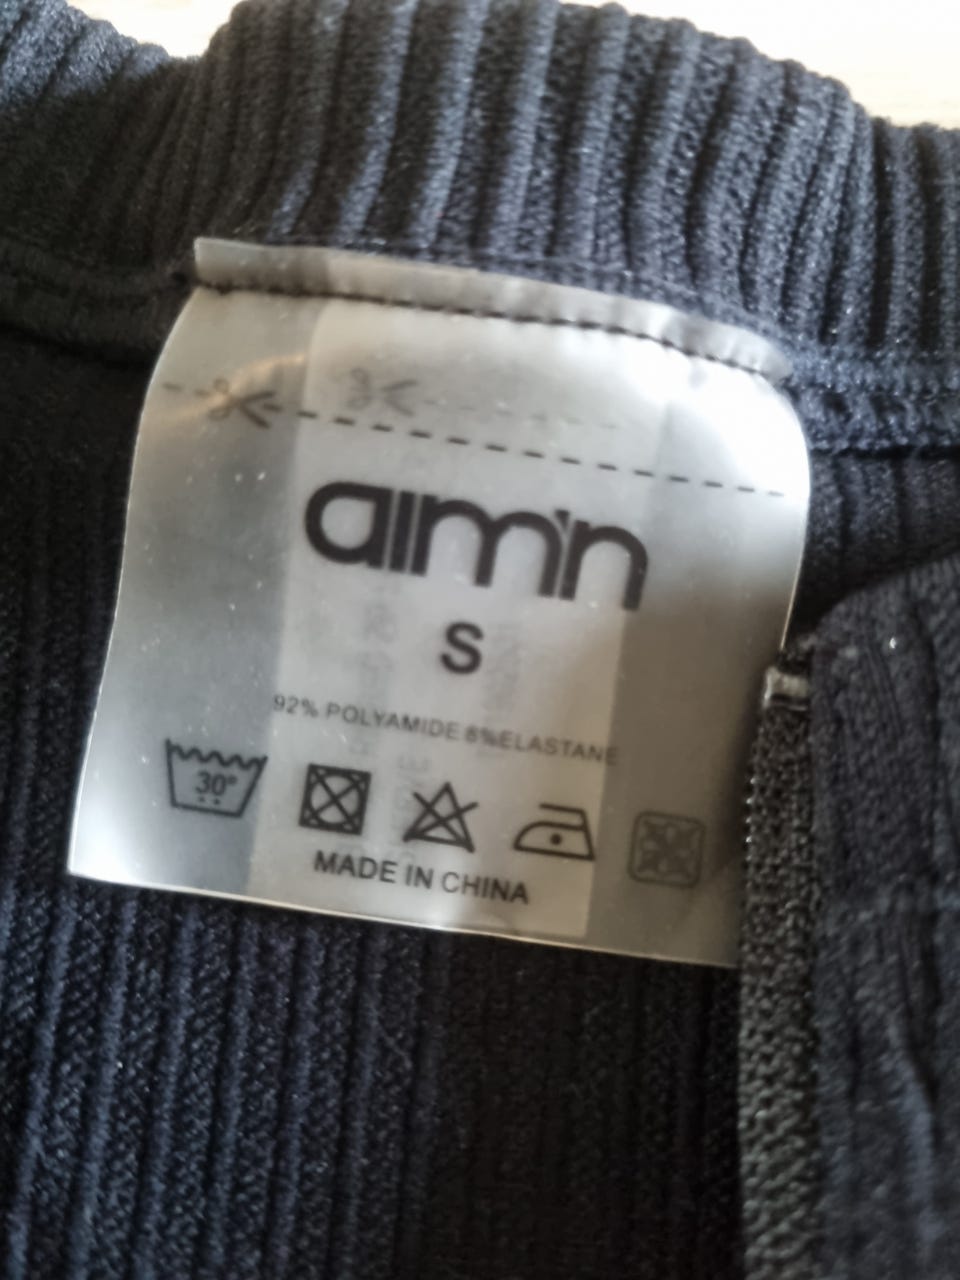 aim'n
S
92% POLYAMIDE 8%ELASTANE
30°
MADE IN CHINA